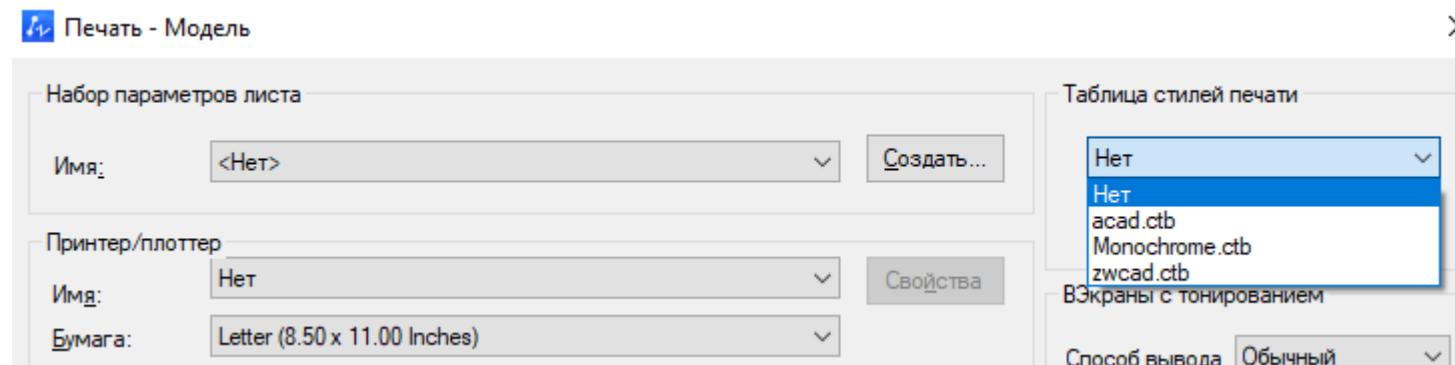 Печать - Модель
Набор параметров листа
Имя:
<Нет>
Создать...
Таблица стилей печати
Нет
Нет
acad.ctb
Monochrome.ctb
zwcad.ctb
Принтер/плоттер
Имя:
Нет
Свойства
Бумага:
Letter (8.50 x 11.00 Inches)
ВЭкраны с тонированием
Способ вывода
Обычный